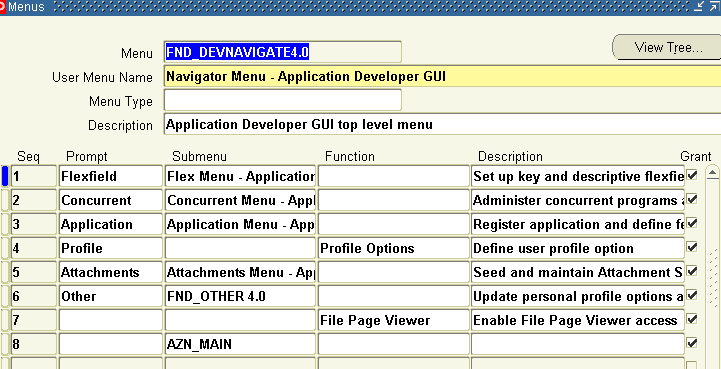 Menus
Menu FND_DEVNAVIGATE4.0 View Tree...
User Menu Name Navigator Menu - Application Developer GUI
Menu Type
Description Application Developer GUI top level menu
Seq Prompt Submenu Function Description Grant
1 Flexfield Flex Menu - Application Set up key and descriptive flexfie
2 Concurrent Concurrent Menu - Appl Administer concurrent programs a
3 Application Application Menu - App Register application and define fe
4 Profile Profile Options Define user profile option
5 Attachments Attachments Menu - Ap Seed and maintain Attachment S
6 Other FND_OTHER 4.0 Update personal profile options a
7 File Page Viewer Enable File Page Viewer access
8 AZN_MAIN